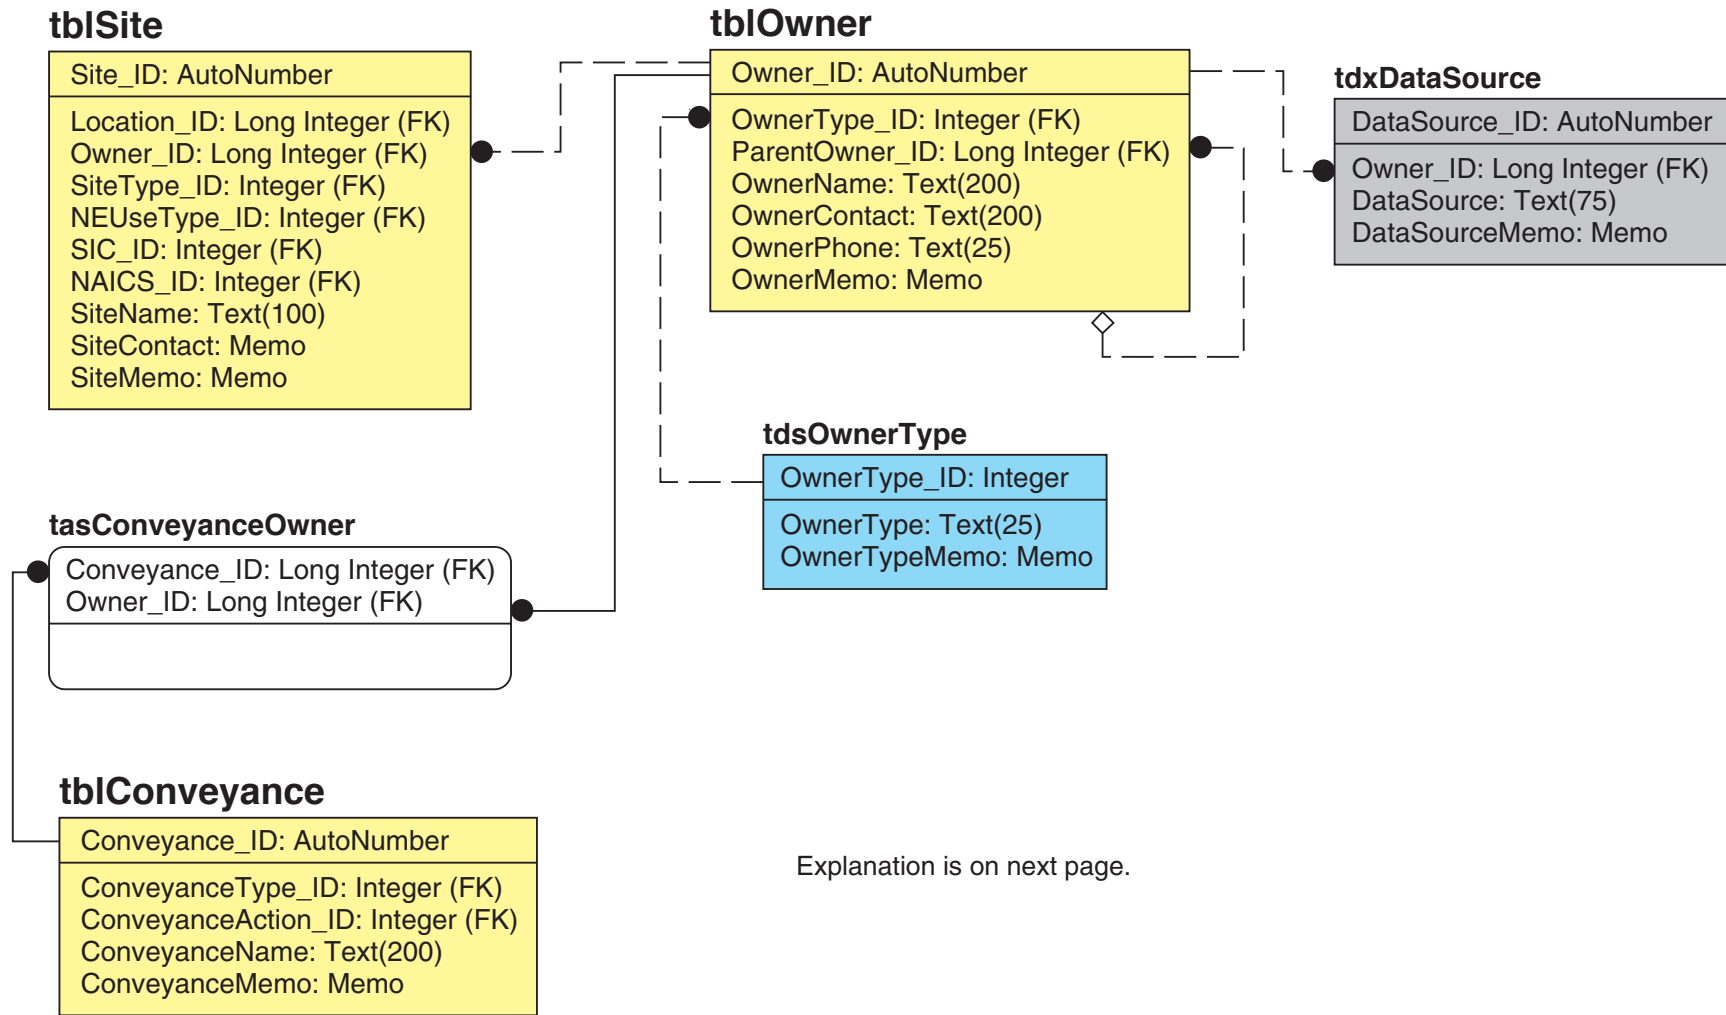 tblSite
Site_ID: AutoNumber
Location_ID: Long Integer (FK)
Owner_ID: Long Integer (FK)
SiteType_ID: Integer (FK)
NEUseType_ID: Integer (FK)
SIC_ID: Integer (FK)
NAICS_ID: Integer (FK)
SiteName: Text(100)
SiteContact: Memo
SiteMemo: Memo
tblOwner
Owner_ID: AutoNumber
OwnerType_ID: Integer (FK)
ParentOwner_ID: Long Integer (FK)
OwnerName: Text(200)
OwnerContact: Text(200)
OwnerPhone: Text(25)
OwnerMemo: Memo
tdxDataSource
DataSource_ID: AutoNumber
Owner_ID: Long Integer (FK)
DataSource: Text(75)
DataSourceMemo: Memo
tdsOwnerType
OwnerType_ID: Integer
OwnerType: Text(25)
OwnerTypeMemo: Memo
tasConveyanceOwner
Conveyance_ID: Long Integer (FK)
Owner_ID: Long Integer (FK)
tblConveyance
Conveyance_ID: AutoNumber
ConveyanceType_ID: Integer (FK)
ConveyanceAction_ID: Integer (FK)
ConveyanceName: Text(200)
ConveyanceMemo: Memo
Explanation is on next page.